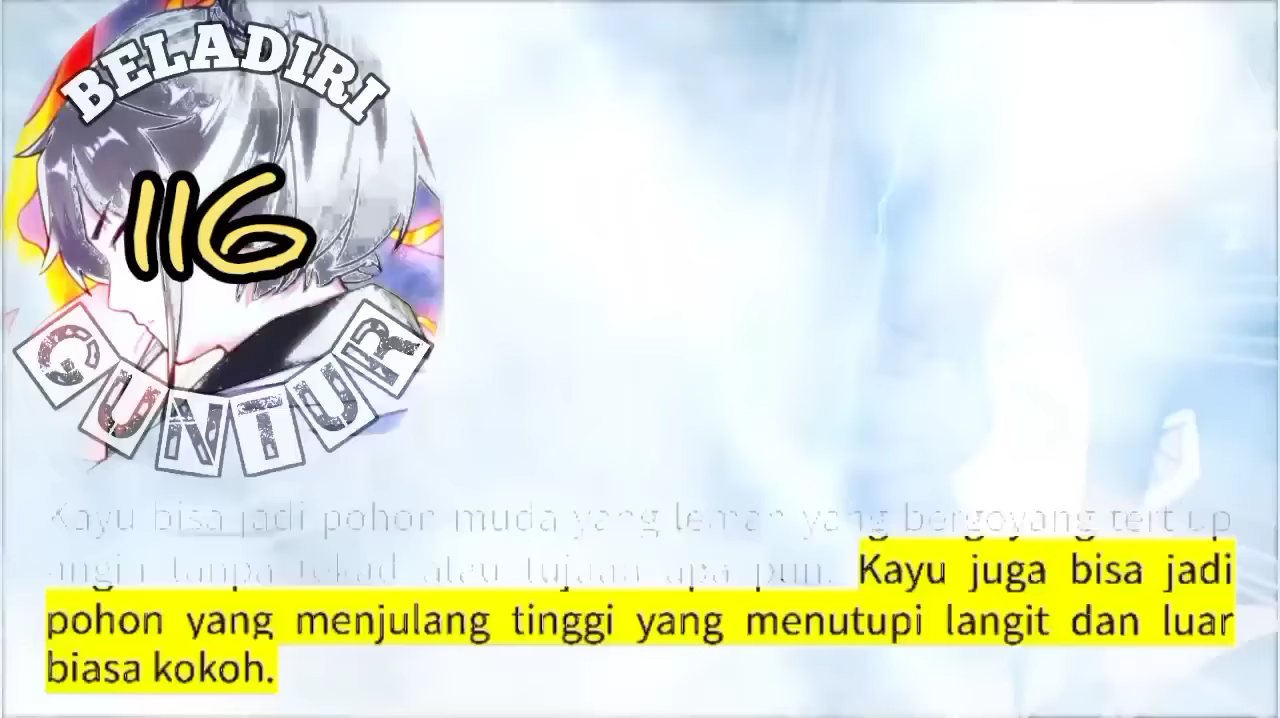 BELADIRI
116
GUNTUR
Kayu bisa jadi pohon muda yang lemah yang bergoyang tertiup
angin tanpa tekad atau tujuan apa pun. Kayu juga bisa jadi
pohon yang menjulang tinggi yang menutupi langit dan luar
biasa kokoh.